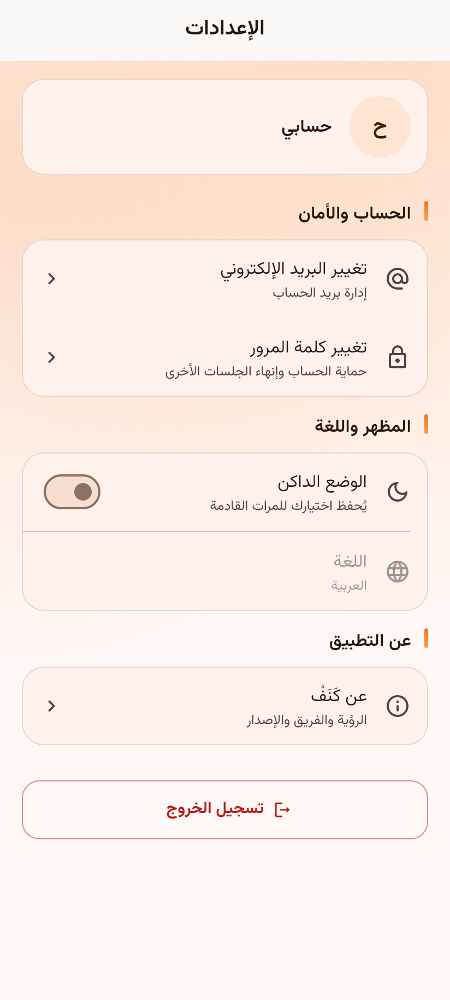 الإعدادات
ح
حسابي
الحساب والأمان
تغيير البريد الإلكتروني
إدارة بريد الحساب
تغيير كلمة المرور
حماية الحساب وإنهاء الجلسات الأخرى
المظهر واللغة
الوضع الداكن
يُحفظ اختيارك للمرات القادمة
اللغة
العربية
عن التطبيق
عن كَنَفْ
الرؤية والفريق والإصدار
تسجيل الخروج